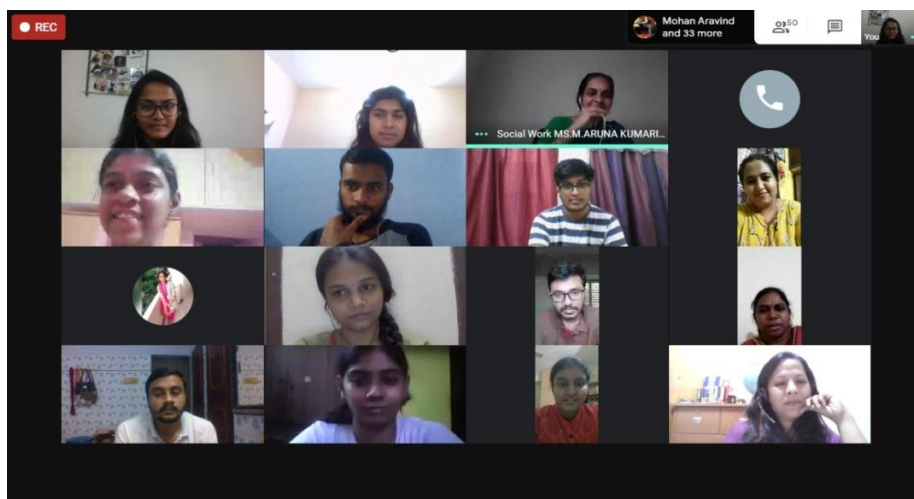 REC
Mohan Aravind
and 33 more
50
You
Social Work MS.M.ARUNA KUMARI...